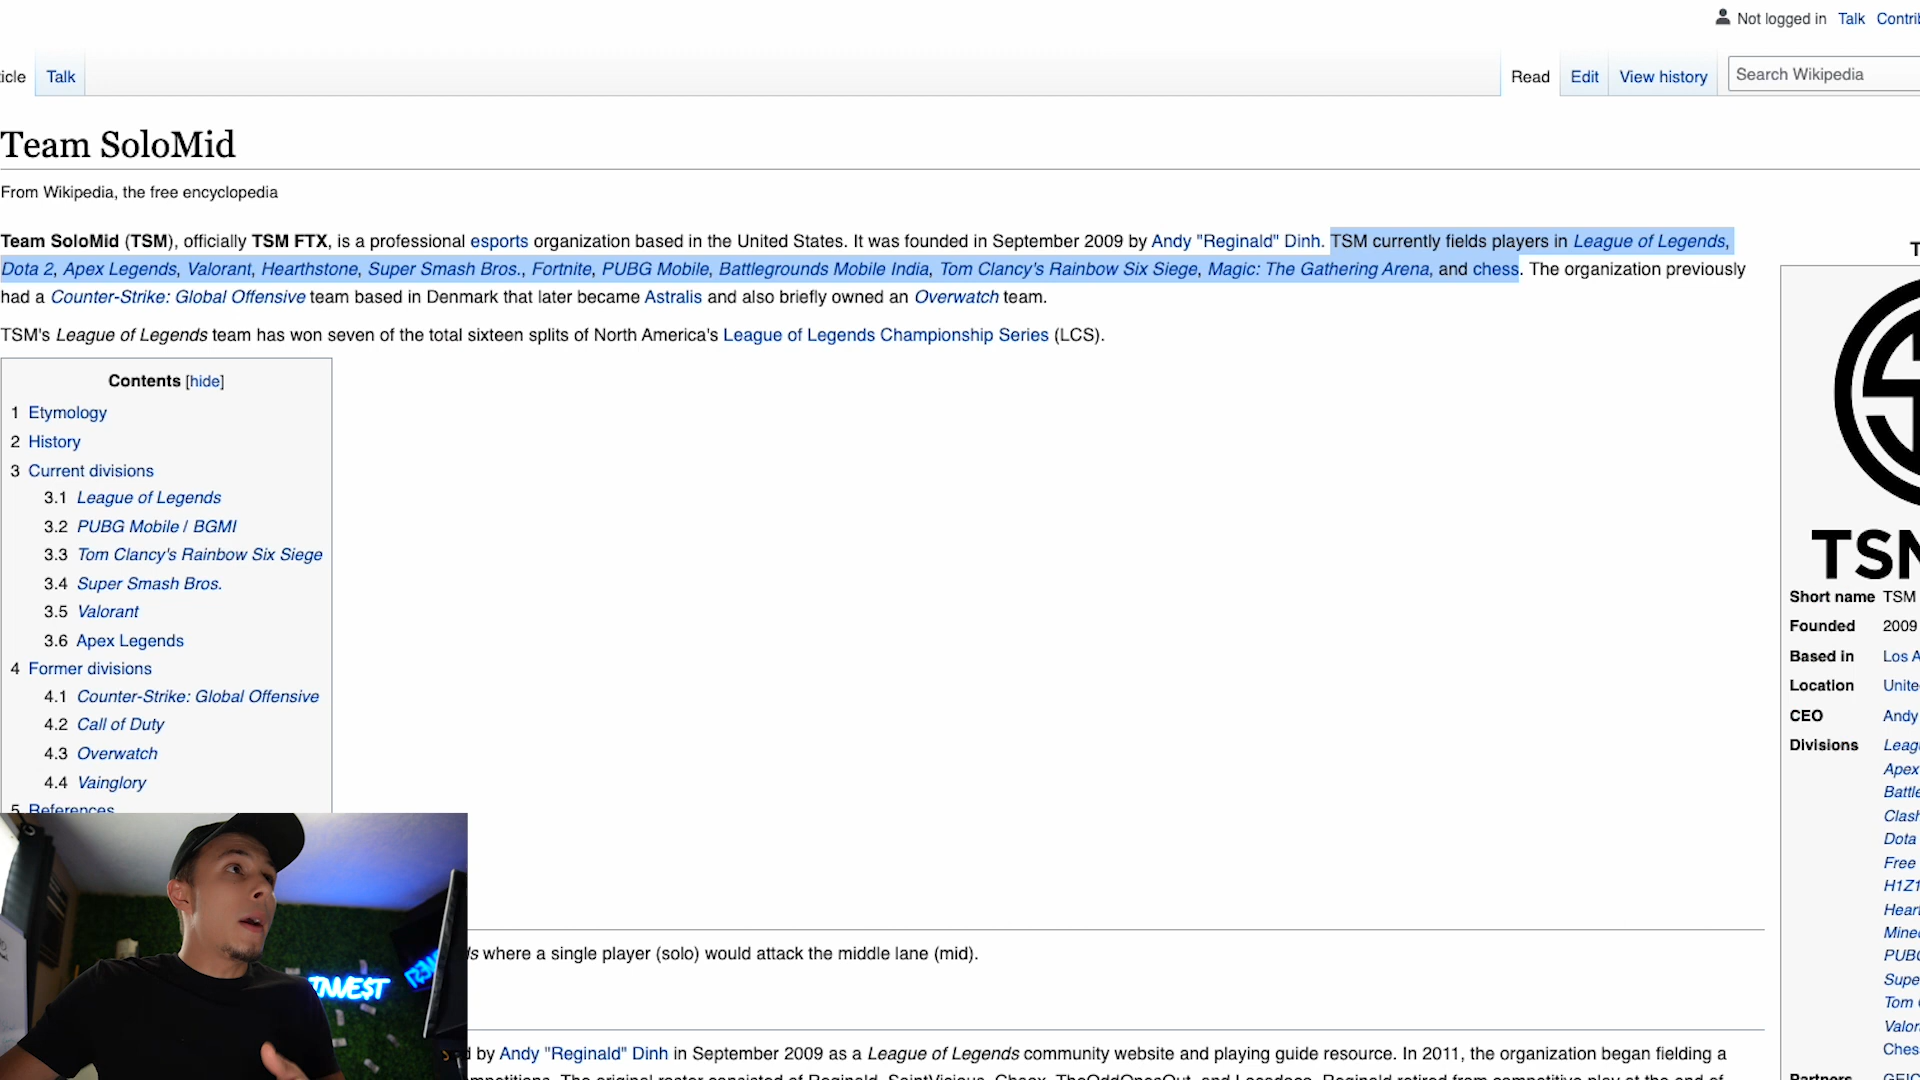 Not logged in Talk
Talk
Read Edit View history Search Wikipedia
Team SoloMid
From Wikipedia, the free encyclopedia
Team SoloMid (TSM), officially TSM FTX, is a professional esports organization based in the United States. It was founded in September 2009 by Andy "Reginald" Dinh. TSM currently fields players in League of Legends,
Dota 2, Apex Legends, Valorant, Hearthstone, Super Smash Bros., Fortnite, PUBG Mobile, Battlegrounds Mobile India, Tom Clancy's Rainbow Six Siege, Magic: The Gathering Arena, and chess. The organization previously
had a Counter-Strike: Global Offensive team based in Denmark that later became Astralis and also briefly owned an Overwatch team.
TSM's League of Legends team has won seven of the total sixteen splits of North America's League of Legends Championship Series (LCS).
Contents [hide]
1 Etymology
2 History
3 Current divisions
3.1 League of Legends
3.2 PUBG Mobile / BGMI
3.3 Tom Clancy's Rainbow Six Siege
3.4 Super Smash Bros.
3.5 Valorant
3.6 Apex Legends
4 Former divisions
4.1 Counter-Strike: Global Offensive
4.2 Call of Duty
4.3 Overwatch
4.4 Vainglory
5 References
where a single player (solo) would attack the middle lane (mid).
by Andy "Reginald" Dinh in September 2009 as a League of Legends community website and playing guide resource. In 2011, the organization began fielding a
TSM
Short name TSM
Founded 2009
Based in Los A
Location Unite
CEO Andy
Divisions Leag
Apex
Battle
Clash
Dota
Free
H1Z1
Heart
Mine
PUBG
Supe
Tom
Valor
Ches
INVE$T